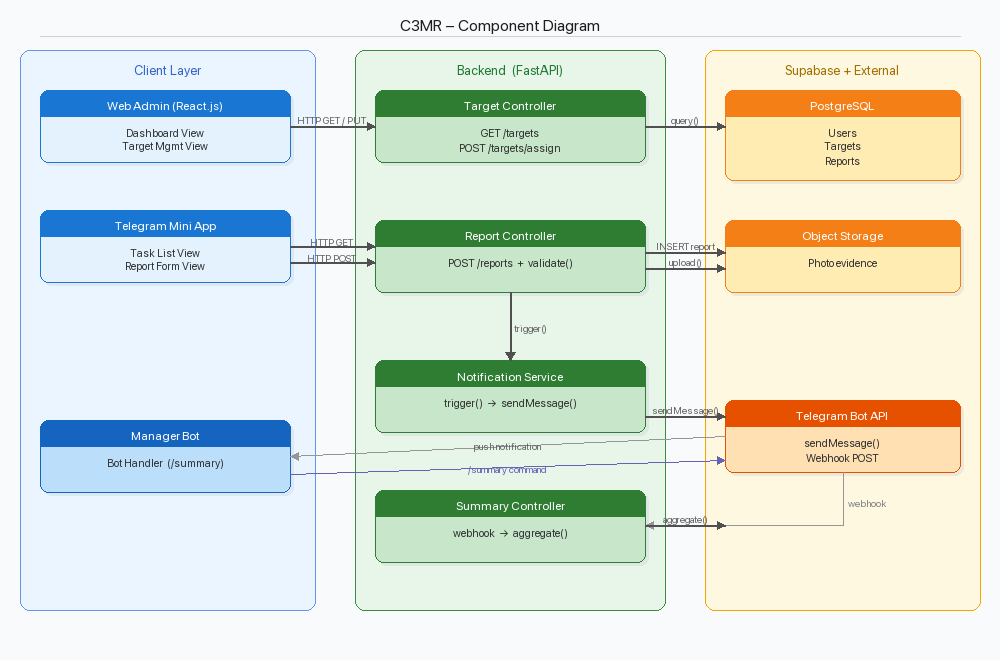 C3MR – Component Diagram
Client Layer
Web Admin (React.js)
Dashboard View
Target Mgmt View
HTTP GET / PUT
Telegram Mini App
Task List View
Report Form View
HTTP GET
HTTP POST
Manager Bot
Bot Handler (/summary)
Backend (FastAPI)
Target Controller
GET /targets
POST /targets/assign
query()
Report Controller
POST /reports + validate()
INSERT report
upload()
trigger()
Notification Service
trigger() → sendMessage()
sendMessage()
push notification
/summary command
Summary Controller
webhook → aggregate()
aggregate()
Supabase + External
PostgreSQL
Users
Targets
Reports
Object Storage
Photo evidence
Telegram Bot API
sendMessage()
Webhook POST
webhook